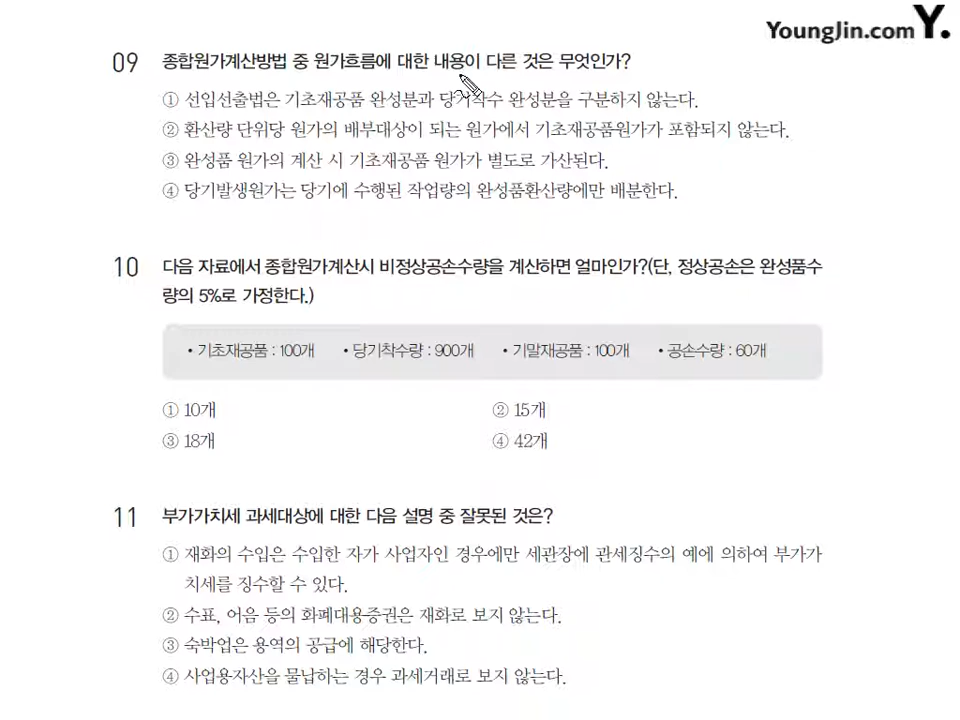 YoungJin.com Y.
09 종합원가계산방법 중 원가흐름에 대한 내용이 다른 것은 무엇인가?
① 선입선출법은 기초재공품 완성분과 당기착수 완성분을 구분하지 않는다.
② 환산량 단위당 원가의 배부대상이 되는 원가에서 기초재공품원가가 포함되지 않는다.
③ 완성품 원가의 계산 시 기초재공품 원가가 별도로 가산된다.
④ 당기발생원가는 당기에 수행된 작업량의 완성품환산량에만 배분한다.
10 다음 자료에서 종합원가계산시 비정상공손수량을 계산하면 얼마인가?(단, 정상공손은 완성품수
량의 5%로 가정한다.)
• 기초재공품 : 100개 • 당기착수량 : 900개 • 기말재공품 : 100개 • 공손수량 : 60개
① 10개 ② 15개
③ 18개 ④ 42개
11 부가가치세 과세대상에 대한 다음 설명 중 잘못된 것은?
① 재화의 수입은 수입한 자가 사업자인 경우에만 세관장에 관세징수의 예에 의하여 부가가
치세를 징수할 수 있다.
② 수표, 어음 등의 화폐대용증권은 재화로 보지 않는다.
③ 숙박업은 용역의 공급에 해당한다.
④ 사업용자산을 물납하는 경우 과세거래로 보지 않는다.